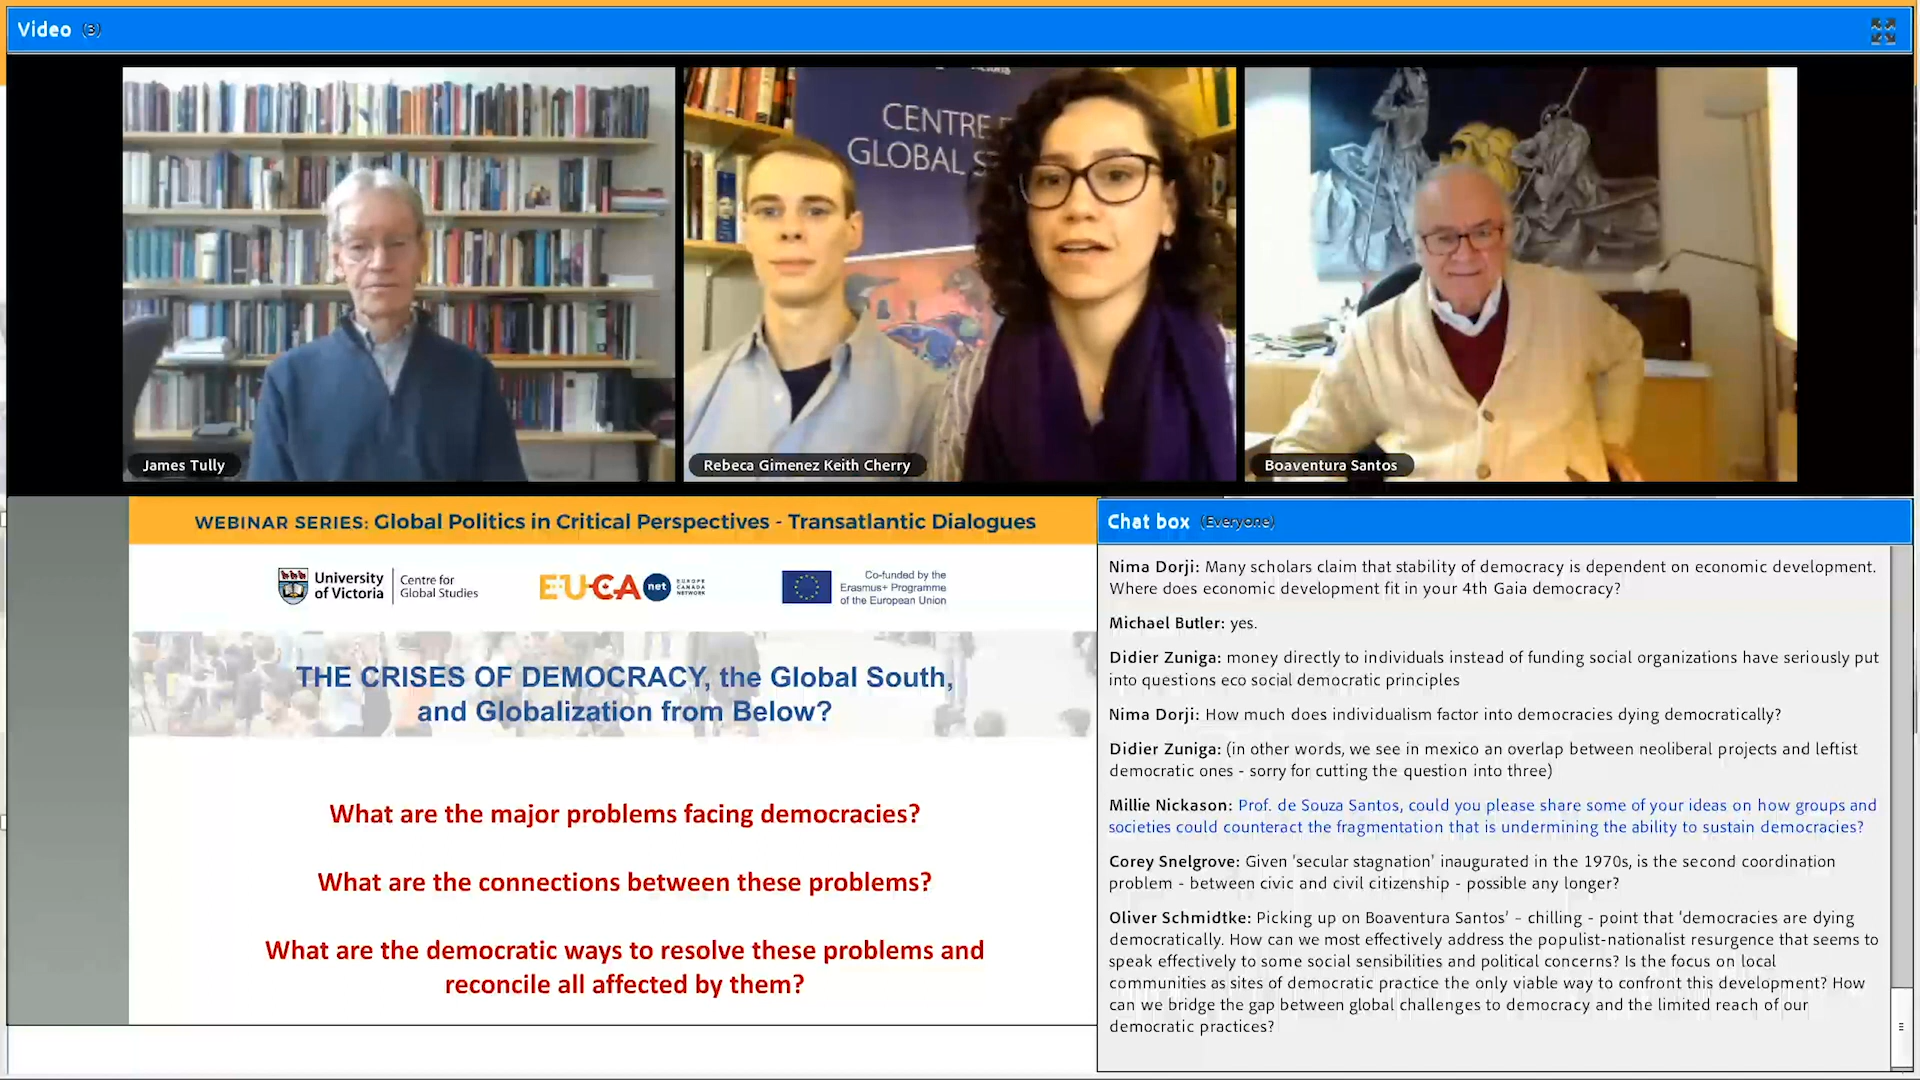 Video (3)
CENTRE
GLOBAL S
James Tully
Rebeca Gimenez Keith Cherry
Boaventura Santos
WEBINAR SERIES: Global Politics in Critical Perspectives - Transatlantic Dialogues
University
of Victoria
Centre for
Global Studies
EUCA net
EUROPE
CANADA
NETWORK
Co-funded by the
Erasmus+ Programme
of the European Union
THE CRISES OF DEMOCRACY, the Global South,
and Globalization from Below?
What are the major problems facing democracies?
What are the connections between these problems?
What are the democratic ways to resolve these problems and
reconcile all affected by them?
Chat box (Everyone)
Nima Dorji: Many scholars claim that stability of democracy is dependent on economic development.
Where does economic development fit in your 4th Gaia democracy?
Michael Butler: yes.
Didier Zuniga: money directly to individuals instead of funding social organizations have seriously put
into questions eco social democratic principles
Nima Dorji: How much does individualism factor into democracies dying democratically?
Didier Zuniga: (in other words, we see in mexico an overlap between neoliberal projects and leftist
democratic ones - sorry for cutting the question into three)
Millie Nickason: Prof. de Souza Santos, could you please share some of your ideas on how groups and
societies could counteract the fragmentation that is undermining the ability to sustain democracies?
Corey Snelgrove: Given 'secular stagnation' inaugurated in the 1970s, is the second coordination
problem - between civic and civil citizenship - possible any longer?
Oliver Schmidtke: Picking up on Boaventura Santos' – chilling - point that 'democracies are dying
democratically. How can we most effectively address the populist-nationalist resurgence that seems to
speak effectively to some social sensibilities and political concerns? Is the focus on local
communities as sites of democratic practice the only viable way to confront this development? How
can we bridge the gap between global challenges to democracy and the limited reach of our
democratic practices?